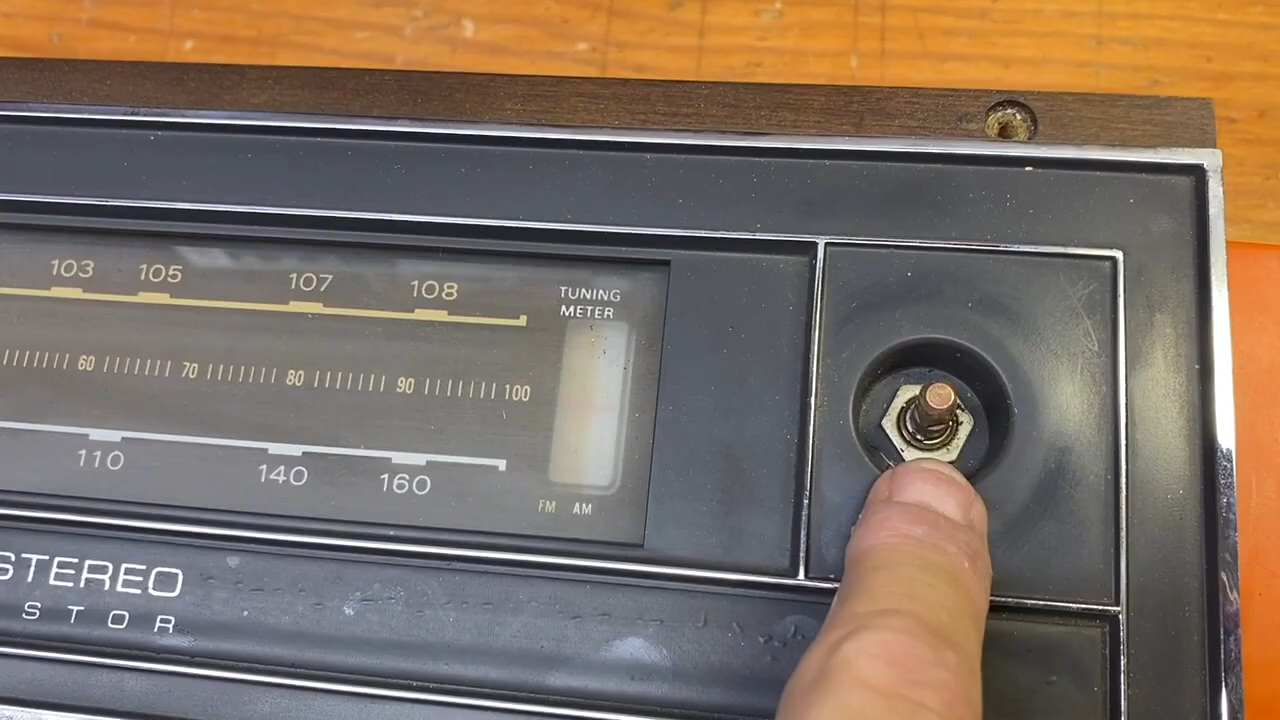 103 105 107 108
TUNING
METER
60 70 80 90 100
110 140 160
FM AM
STEREO
STOR